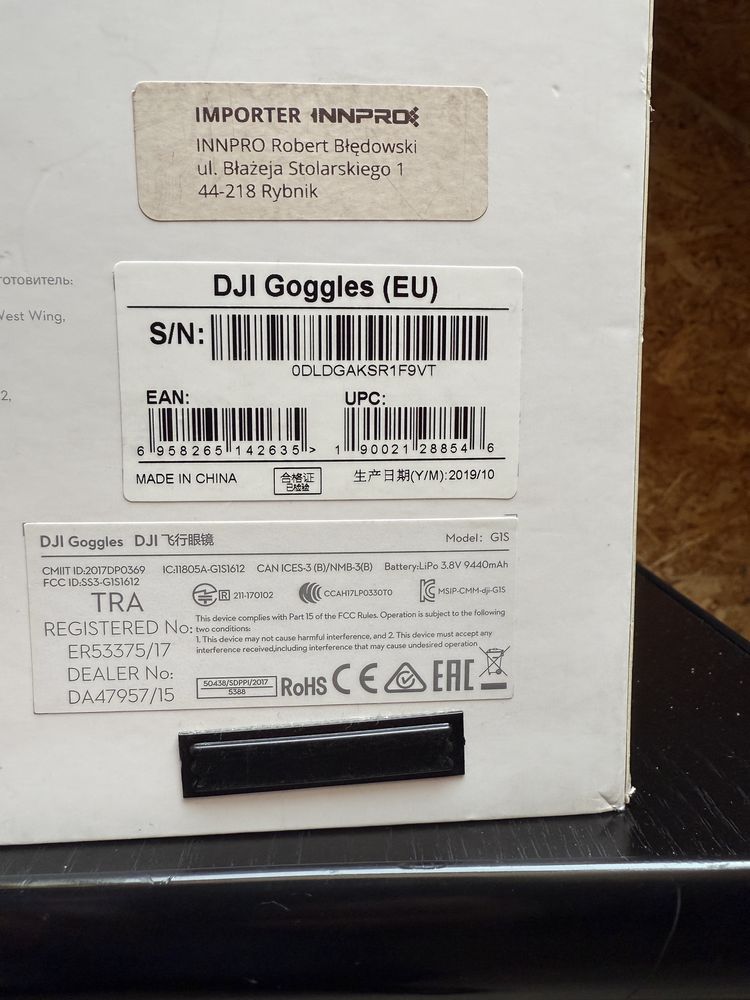 IMPORTER INNPRO
INNPRO Robert Błędowski
ul. Błażeja Stolarskiego 1
44-218 Rybnik
готовитель:
West Wing,
2,
DJI Goggles (EU)
S/N:
0DLDGAKSR1F9VT
EAN:
6 958265 142635 >
UPC:
1 90021 28854 6
MADE IN CHINA
合格证
已检验
生产日期(Y/M): 2019/10
DJI Goggles DJI 飞行眼镜
Model: G1S
CMIIT ID:2017DP0369 IC:11805A-G1S1612 CAN ICES-3 (B)/NMB-3(B) Battery:LiPo 3.8V 9440mAh
FCC ID:SS3-G1S1612
TRA
REGISTERED No:
ER53375/17
DEALER No:
DA47957/15
R 211-170102
CCAH17LP0330T0
MSIP-CMM-dji-G1S
This device complies with Part 15 of the FCC Rules. Operation is subject to the following
two conditions:
1. This device may not cause harmful interference, and 2. This device must accept any
interference received,including interference that may cause undesired operation
50438/SDPPI/2017
5388
RoHS CE EAC